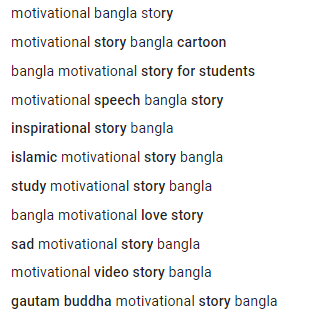 motivational bangla story
motivational story bangla cartoon
bangla motivational story for students
motivational speech bangla story
inspirational story bangla
islamic motivational story bangla
study motivational story bangla
bangla motivational love story
sad motivational story bangla
motivational video story bangla
gautam buddha motivational story bangla